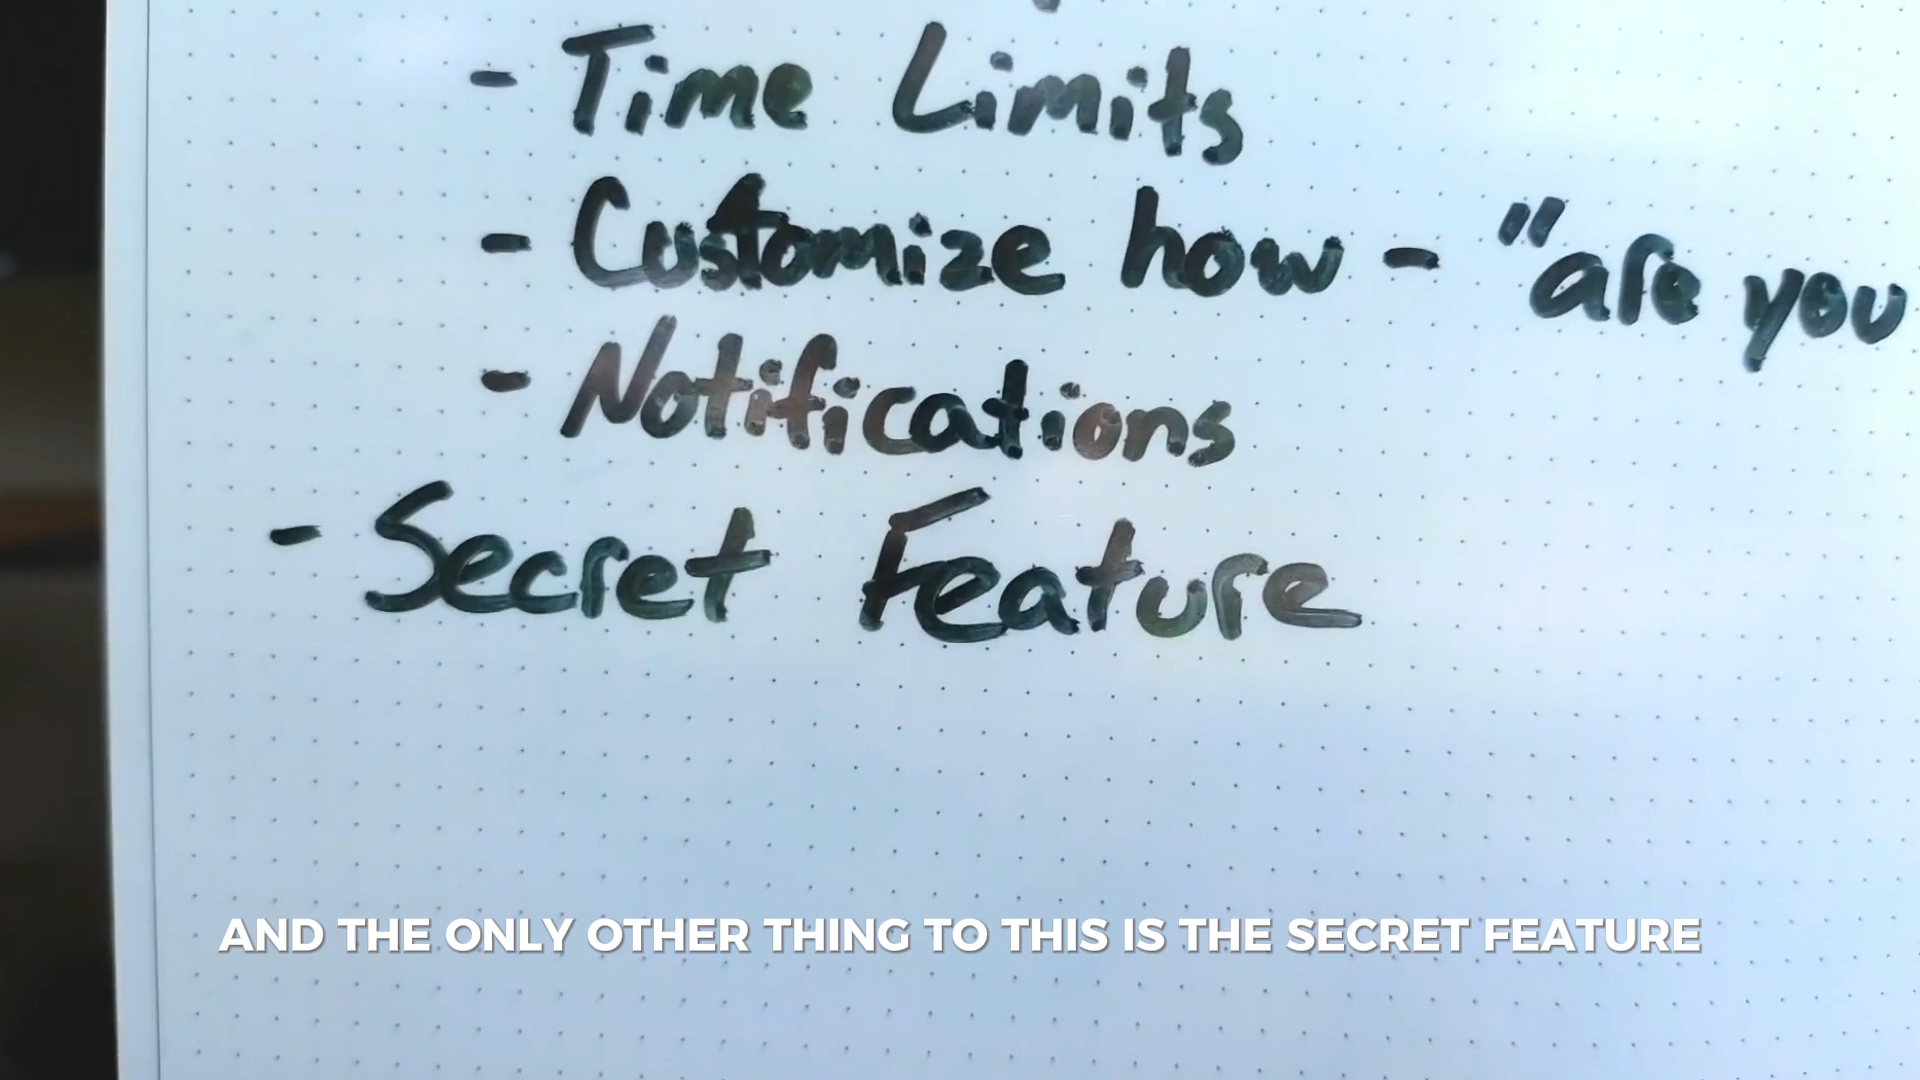 - Time Limits
- Customize how - "are you
- Notifications
- Secret Feature
AND THE ONLY OTHER THING TO THIS IS THE SECRET FEATURE